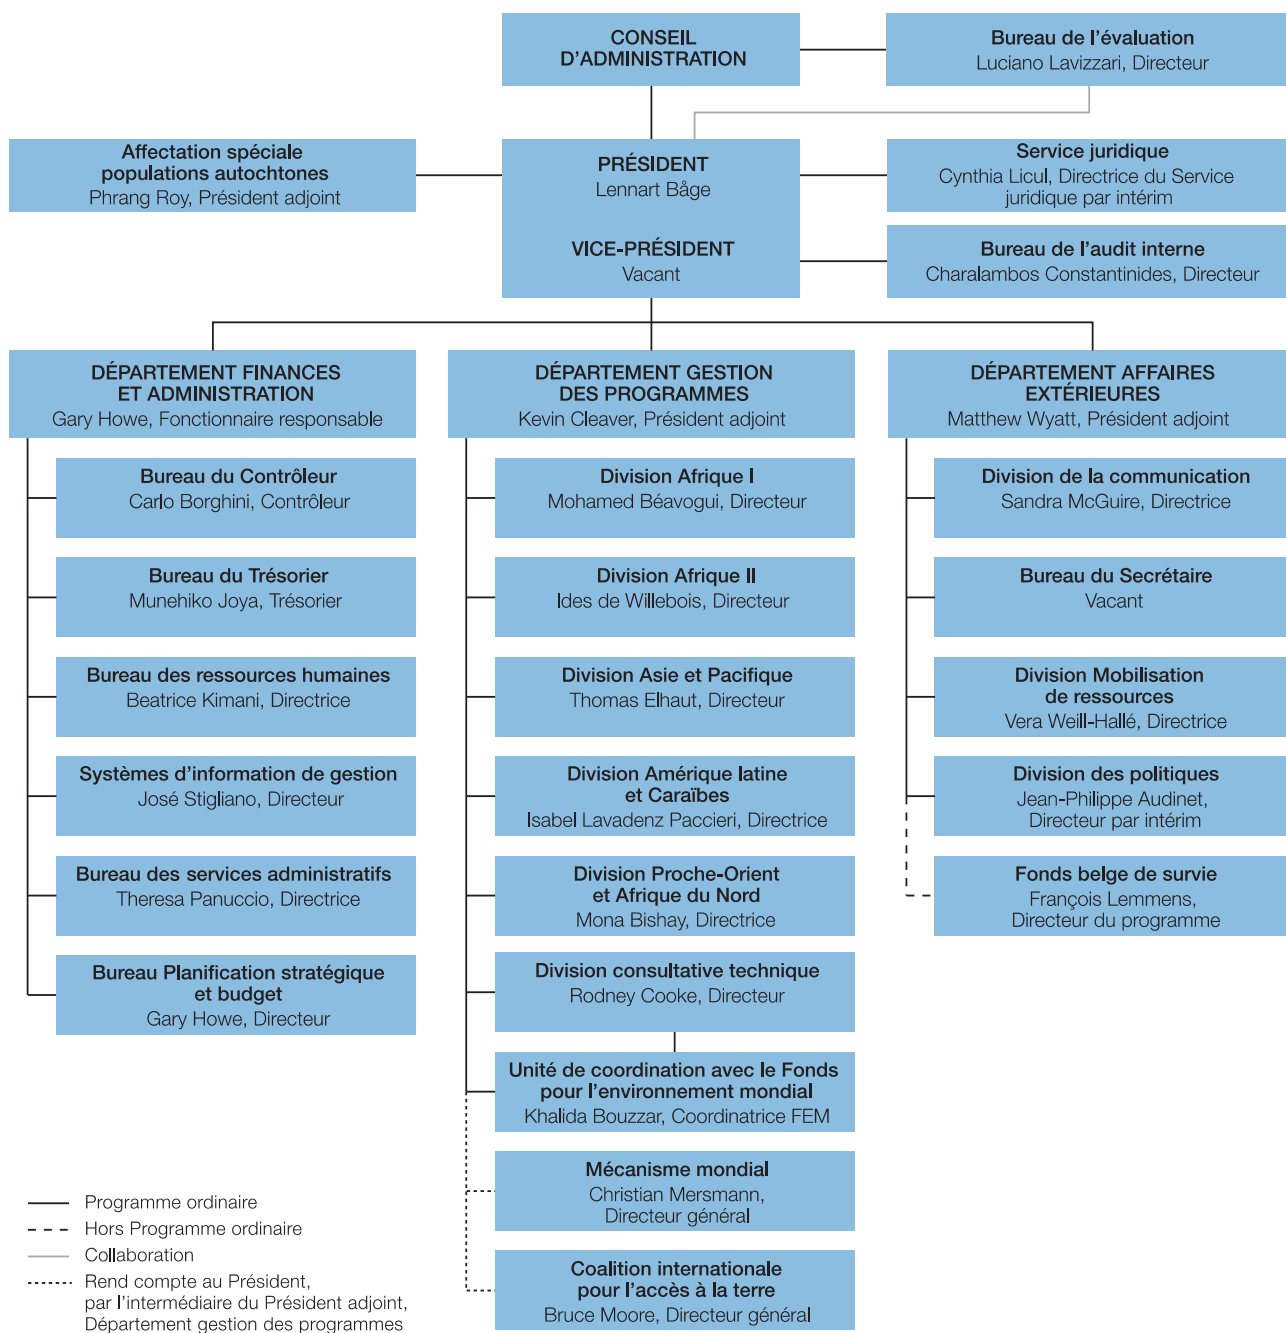 CONSEIL
D’ADMINISTRATION
Bureau de l’évaluation
Luciano Lavizzari, Directeur
Affectation spéciale
populations autochtones
Phrang Roy, Président adjoint
PRÉSIDENT
Lennart Båge
VICE-PRÉSIDENT
Vacant
Service juridique
Cynthia Licul, Directrice du Service
juridique par intérim
Bureau de l’audit interne
Charalambos Constantinides, Directeur
DÉPARTEMENT FINANCES
ET ADMINISTRATION
Gary Howe, Fonctionnaire responsable
Bureau du Contrôleur
Carlo Borghini, Contrôleur
Bureau du Trésorier
Munehiko Joya, Trésorier
Bureau des ressources humaines
Beatrice Kimani, Directrice
Systèmes d’information de gestion
José Stigliano, Directeur
Bureau des services administratifs
Theresa Panuccio, Directrice
Bureau Planification stratégique
et budget
Gary Howe, Directeur
DÉPARTEMENT GESTION
DES PROGRAMMES
Kevin Cleaver, Président adjoint
Division Afrique I
Mohamed Béavogui, Directeur
Division Afrique II
Ides de Willebois, Directeur
Division Asie et Pacifique
Thomas Elhaut, Directeur
Division Amérique latine
et Caraïbes
Isabel Lavadenz Paccieri, Directrice
Division Proche-Orient
et Afrique du Nord
Mona Bishay, Directrice
Division consultative technique
Rodney Cooke, Directeur
Unité de coordination avec le Fonds
pour l’environnement mondial
Khalida Bouzzar, Coordinatrice FEM
Mécanisme mondial
Christian Mersmann,
Directeur général
Coalition internationale
pour l’accès à la terre
Bruce Moore, Directeur général
DÉPARTEMENT AFFAIRES
EXTÉRIEURES
Matthew Wyatt, Président adjoint
Division de la communication
Sandra McGuire, Directrice
Bureau du Secrétaire
Vacant
Division Mobilisation
de ressources
Vera Weill-Hallé, Directrice
Division des politiques
Jean-Philippe Audinet,
Directeur par intérim
Fonds belge de survie
François Lemmens,
Directeur du programme
Programme ordinaire
Hors Programme ordinaire
Collaboration
Rend compte au Président,
par l’intermédiaire du Président adjoint,
Département gestion des programmes